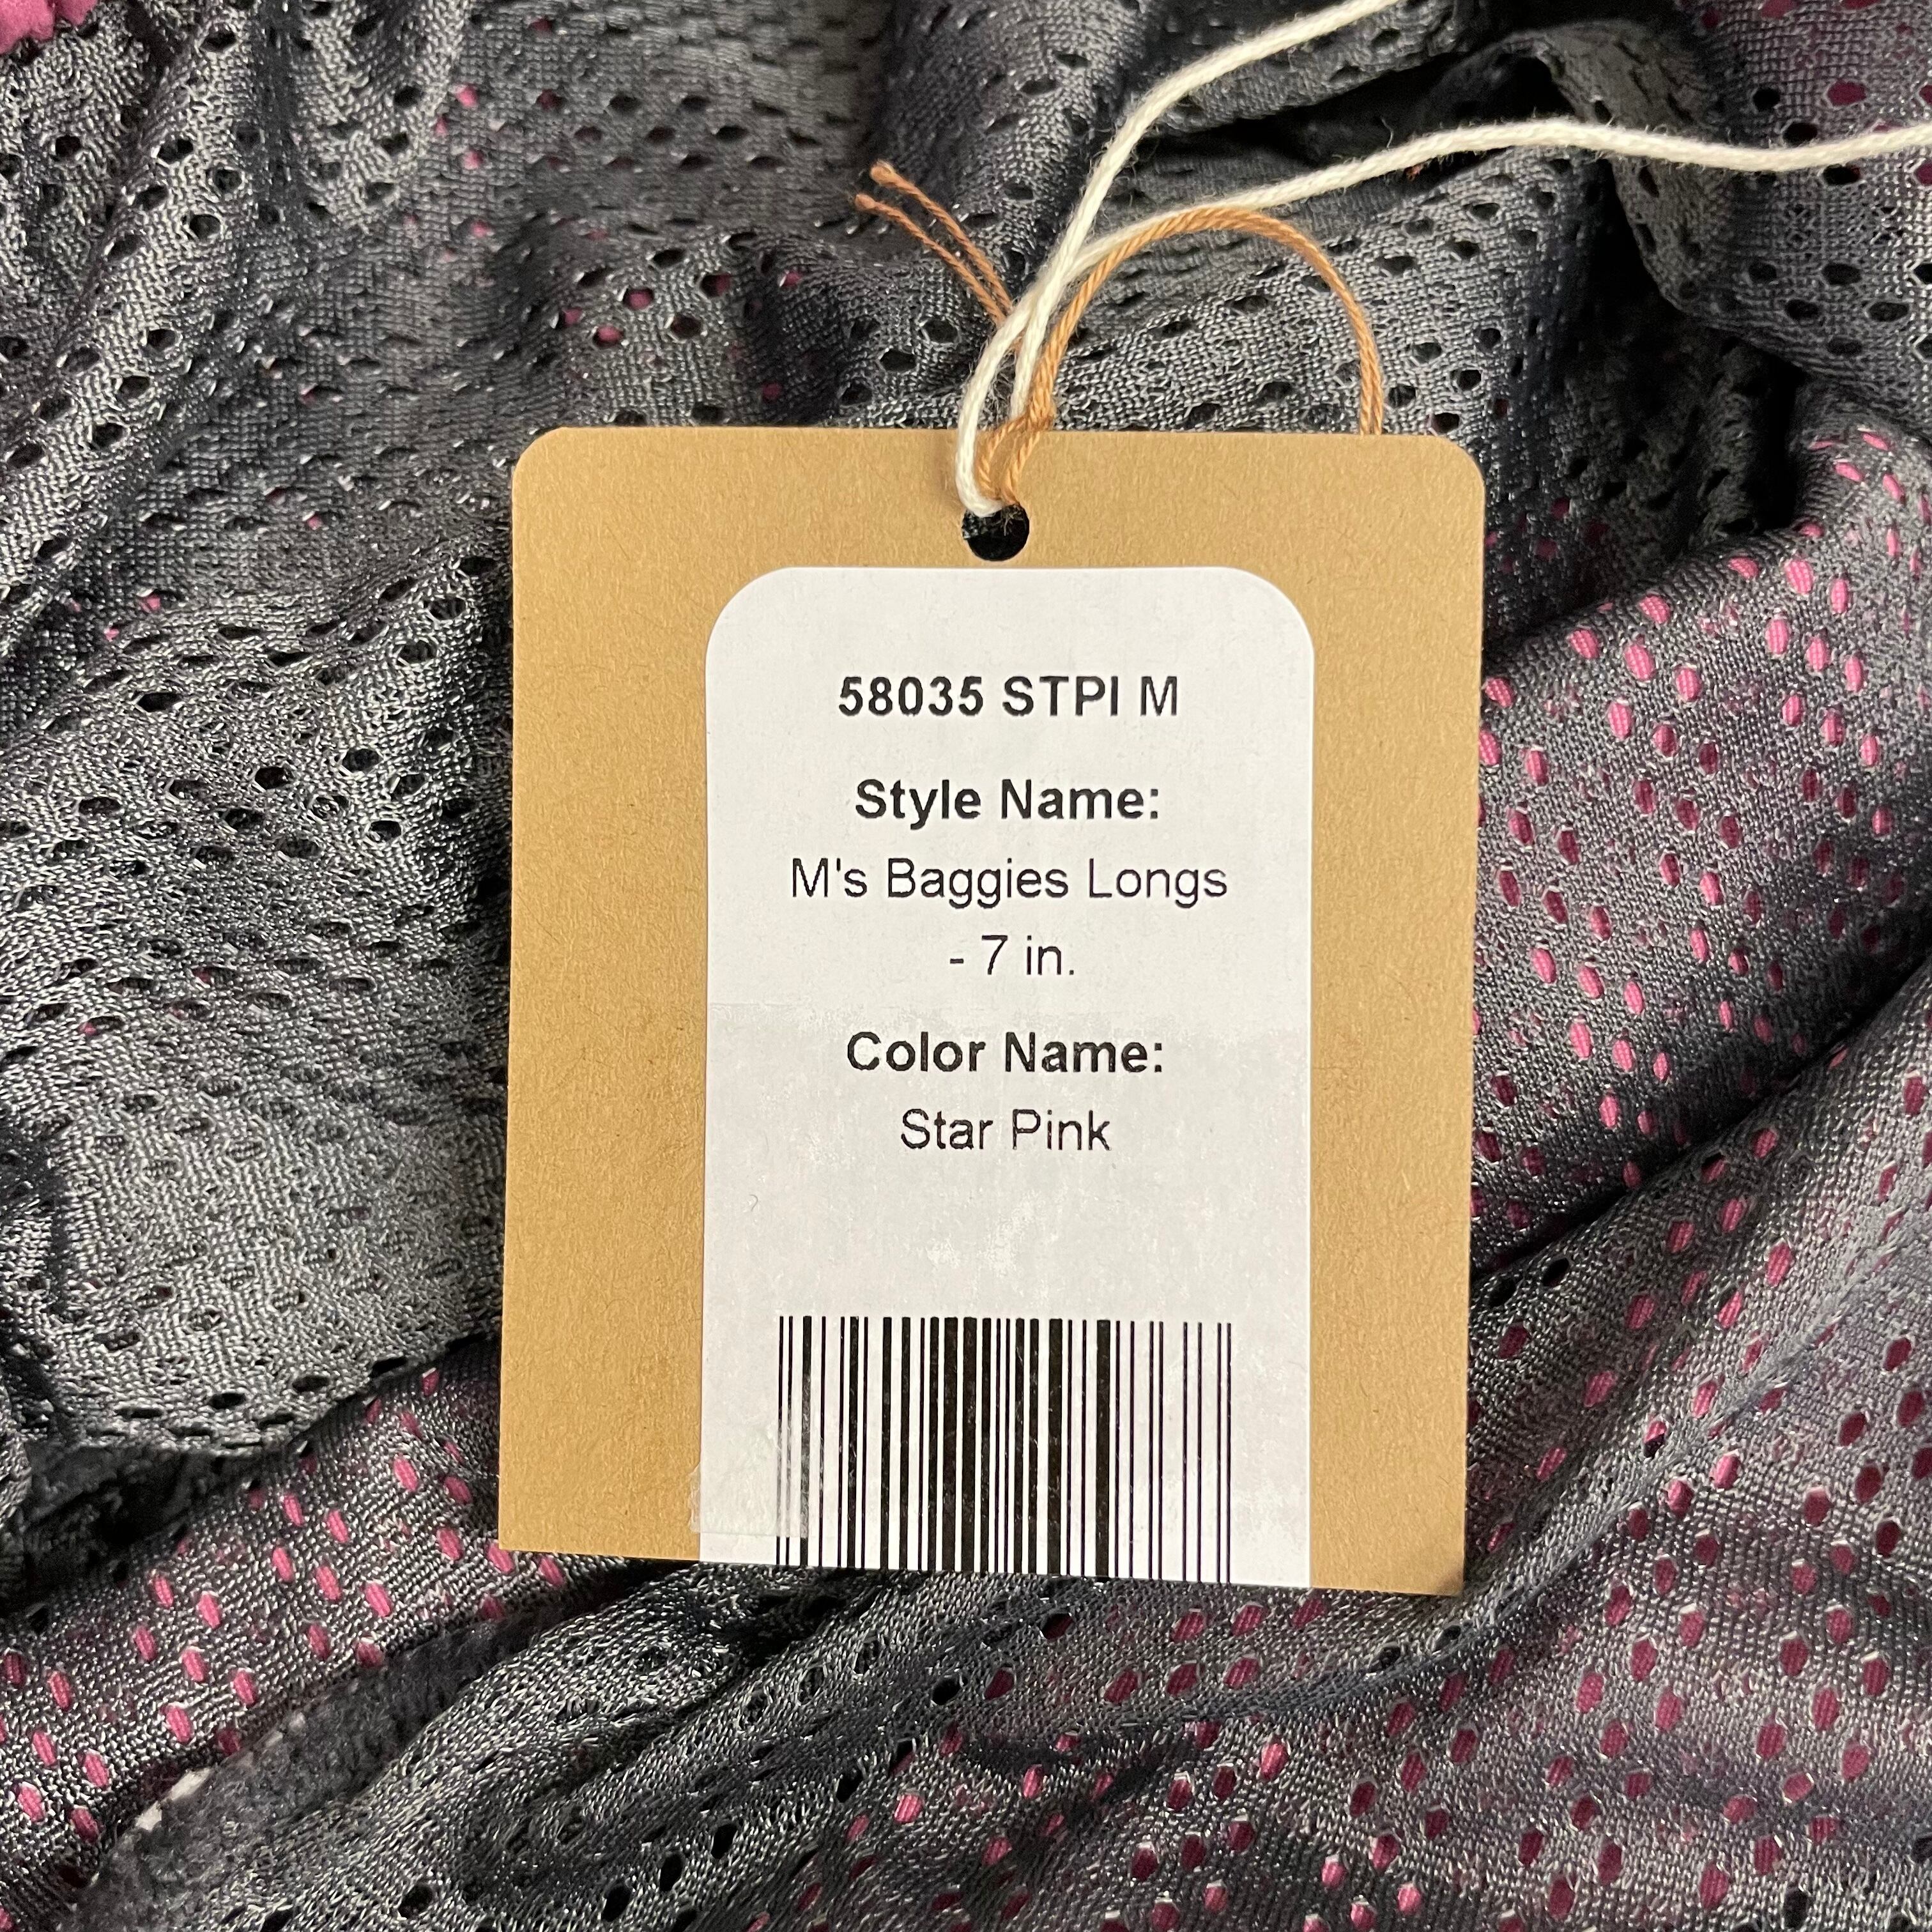 58035 STPI M
Style Name:
M's Baggies Longs
- 7 in.
Color Name:
Star Pink